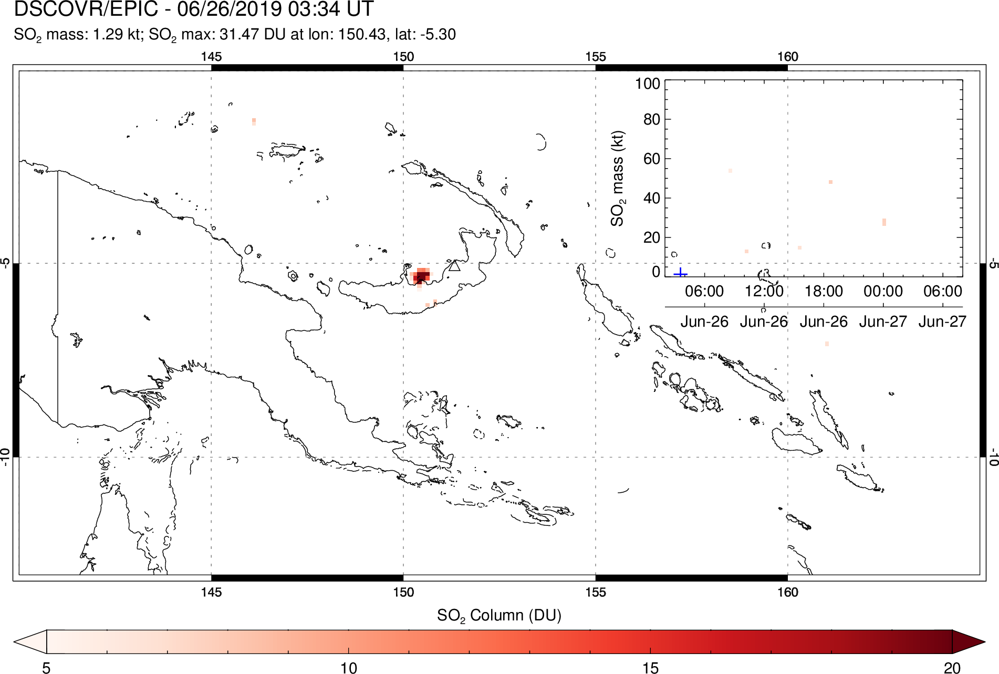 DSCOVR/EPIC - 06/26/2019 03:34 UT
SO₂ mass: 1.29 kt; SO₂ max: 31.47 DU at lon: 150.43, lat: -5.30
145 150 155 160
100
80
60
40
20
0
SO₂ mass (kt)
06:00 12:00 18:00 00:00 06:00
Jun-26 Jun-26 Jun-26 Jun-27 Jun-27
-5 -5
-10 -10
145 150 155 160
SO₂ Column (DU)
5 10 15 20